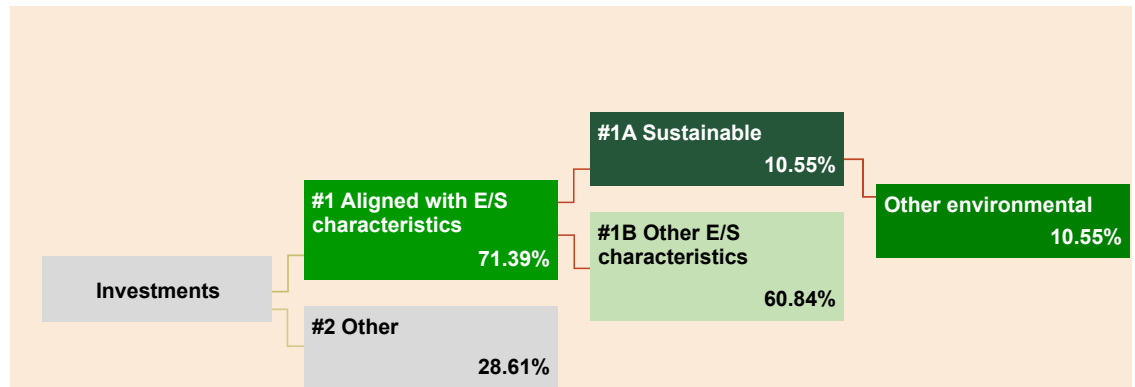 Investments
#1 Aligned with E/S
characteristics
71.39%
#2 Other
28.61%
#1A Sustainable
10.55%
#1B Other E/S
characteristics
60.84%
Other environmental
10.55%